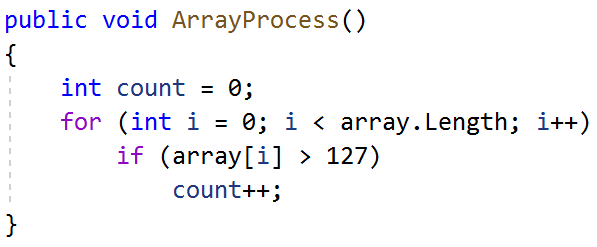 public void ArrayProcess()
{
    int count = 0;
    for (int i = 0; i < array.Length; i++)
        if (array[i] > 127)
            count++;
}